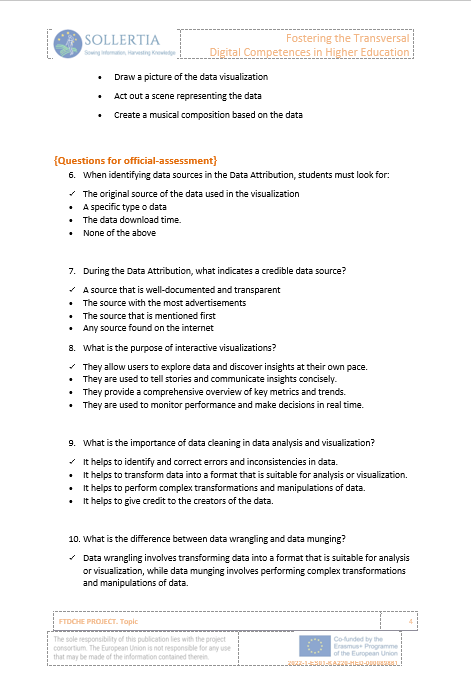 SOLLERTIA
Sowing Information, Harvesting Knowledge
Fostering the Transversal
Digital Competences in Higher Education
• Draw a picture of the data visualization
• Act out a scene representing the data
• Create a musical composition based on the data
{Questions for official-assessment}
6. When identifying data sources in the Data Attribution, students must look for:
✓ The original source of the data used in the visualization
• A specific type o data
• The data download time.
• None of the above
7. During the Data Attribution, what indicates a credible data source?
✓ A source that is well-documented and transparent
• The source with the most advertisements
• The source that is mentioned first
• Any source found on the internet
8. What is the purpose of interactive visualizations?
✓ They allow users to explore data and discover insights at their own pace.
• They are used to tell stories and communicate insights concisely.
• They provide a comprehensive overview of key metrics and trends.
• They are used to monitor performance and make decisions in real time.
9. What is the importance of data cleaning in data analysis and visualization?
✓ It helps to identify and correct errors and inconsistencies in data.
• It helps to transform data into a format that is suitable for analysis or visualization.
• It helps to perform complex transformations and manipulations of data.
• It helps to give credit to the creators of the data.
10. What is the difference between data wrangling and data munging?
✓ Data wrangling involves transforming data into a format that is suitable for analysis
or visualization, while data munging involves performing complex transformations
and manipulations of data.
FTDCHE PROJECT. Topic
4
The sole responsibility of this publication lies with the project
consortium. The European Union is not responsible for any use
that may be made of the information contained therein.
Co-funded by the
Erasmus+ Programme
of the European Union